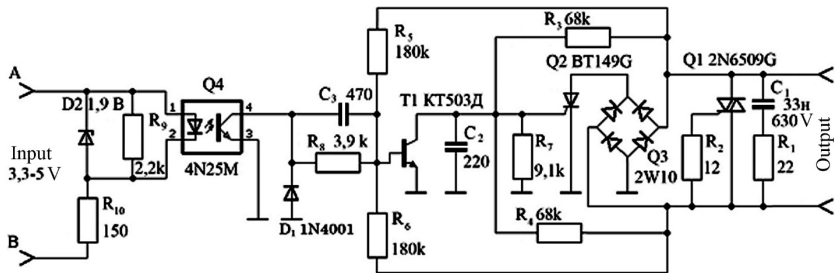 R3 68k
R5
180k
Q2 BT149G
Q1 2N6509G
A
Q4
D2 1,9 В
C3 470
T1 КТ503Д
C1
33н
630 V
1
4
R9
R8 3,9 k
C2
220
R7
9,1k
Q3
2W10
R2
12
R1
22
Output
Input
3,3-5 V
2
3
2,2k
4N25M
R10
150
D1 1N4001
R6
180k
R4 68k
B